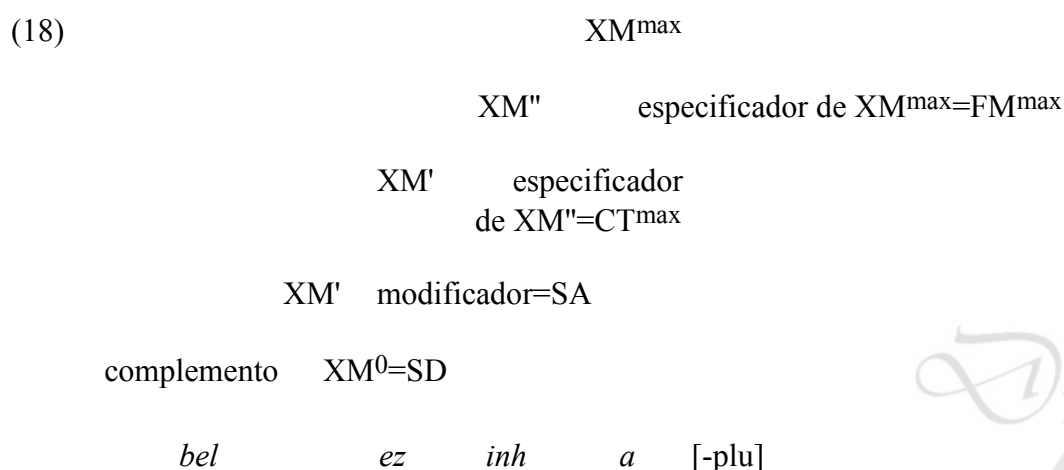 (18) XMmax
XM" especificador de XMmax=FMmax
XM' especificador
de XM"=CTmax
XM' modificador=SA
complemento XM0=SD
bel ez inh a [-plu]